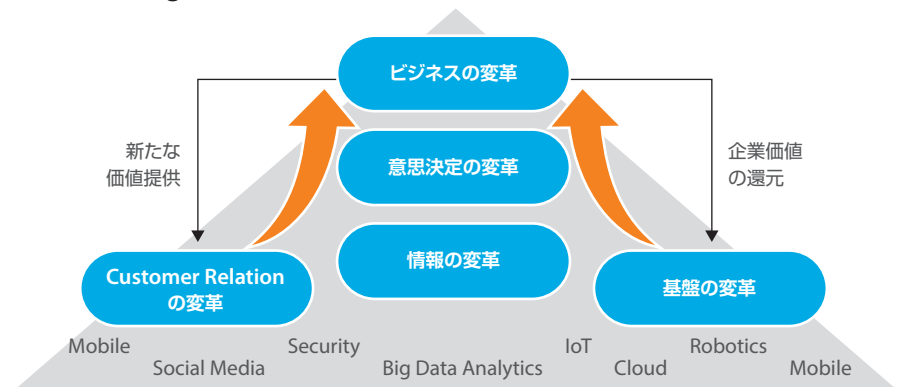 ビジネスの変革
新たな
価値提供
意思決定の変革
企業価値
の還元
情報の変革
Customer Relation
の変革
基盤の変革
Mobile
Security
IoT
Robotics
Social Media
Big Data Analytics
Cloud
Mobile